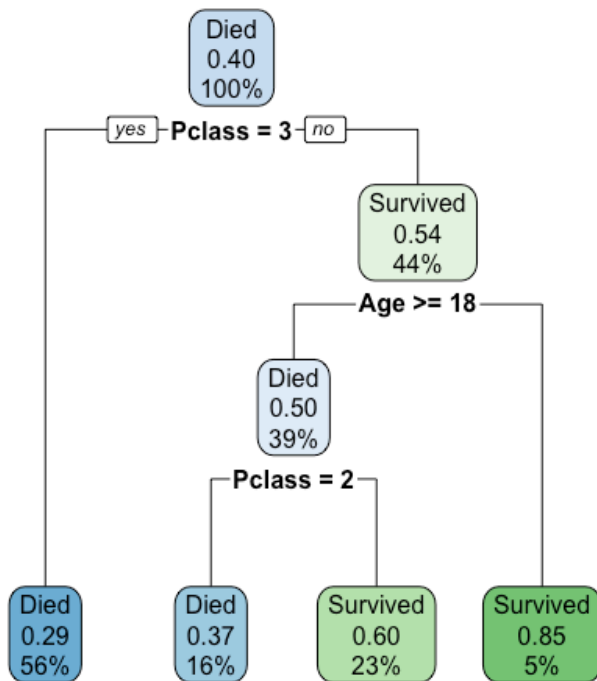 Died
0.40
100%
yes Pclass = 3 no
Survived
0.54
44%
Age >= 18
Died
0.50
39%
Pclass = 2
Died
0.29
56%
Died
0.37
16%
Survived
0.60
23%
Survived
0.85
5%